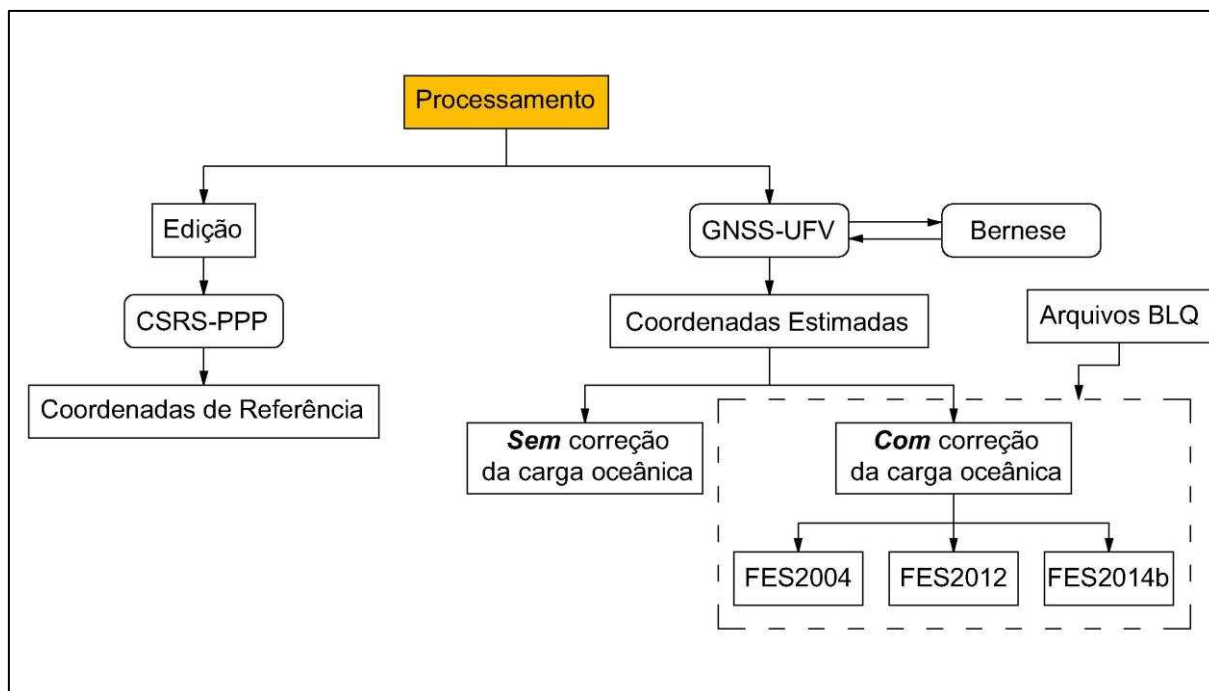 Processamento
Edição
GNSS-UFV
Bernese
CSRS-PPP
Coordenadas Estimadas
Arquivos BLQ
Coordenadas de Referência
Sem correção
da carga oceânica
Com correção
da carga oceânica
FES2004
FES2012
FES2014b